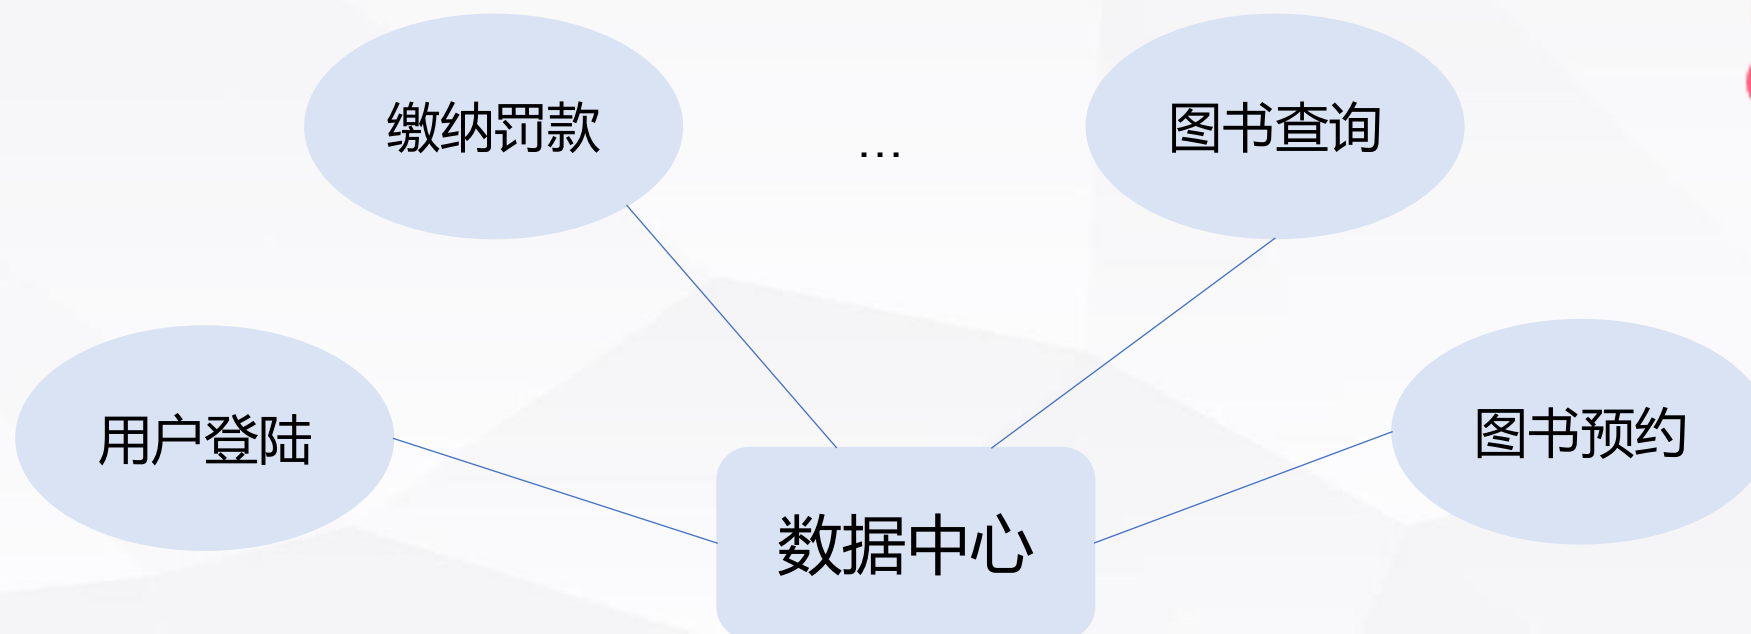 缴纳罚款
…
图书查询
用户登陆
图书预约
数据中心